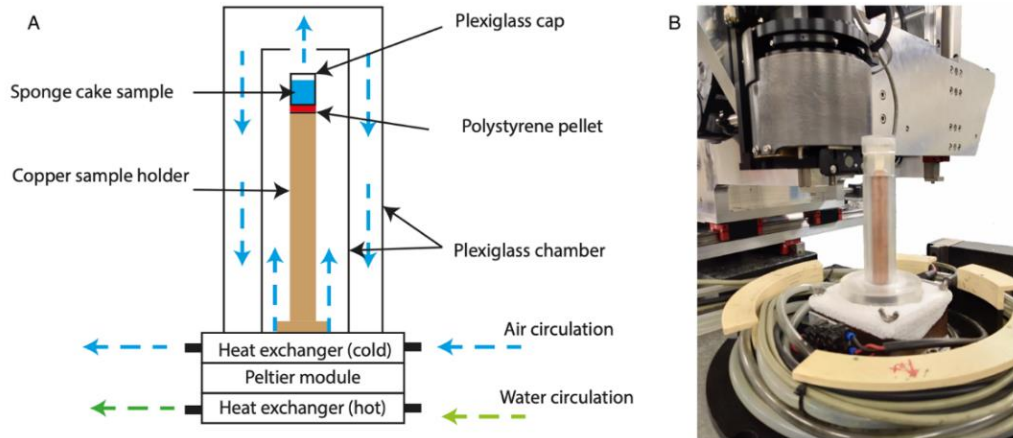 A
Plexiglass cap
Sponge cake sample
Polystyrene pellet
Copper sample holder
Plexiglass chamber
Air circulation
Heat exchanger (cold)
Peltier module
Heat exchanger (hot)
Water circulation
B